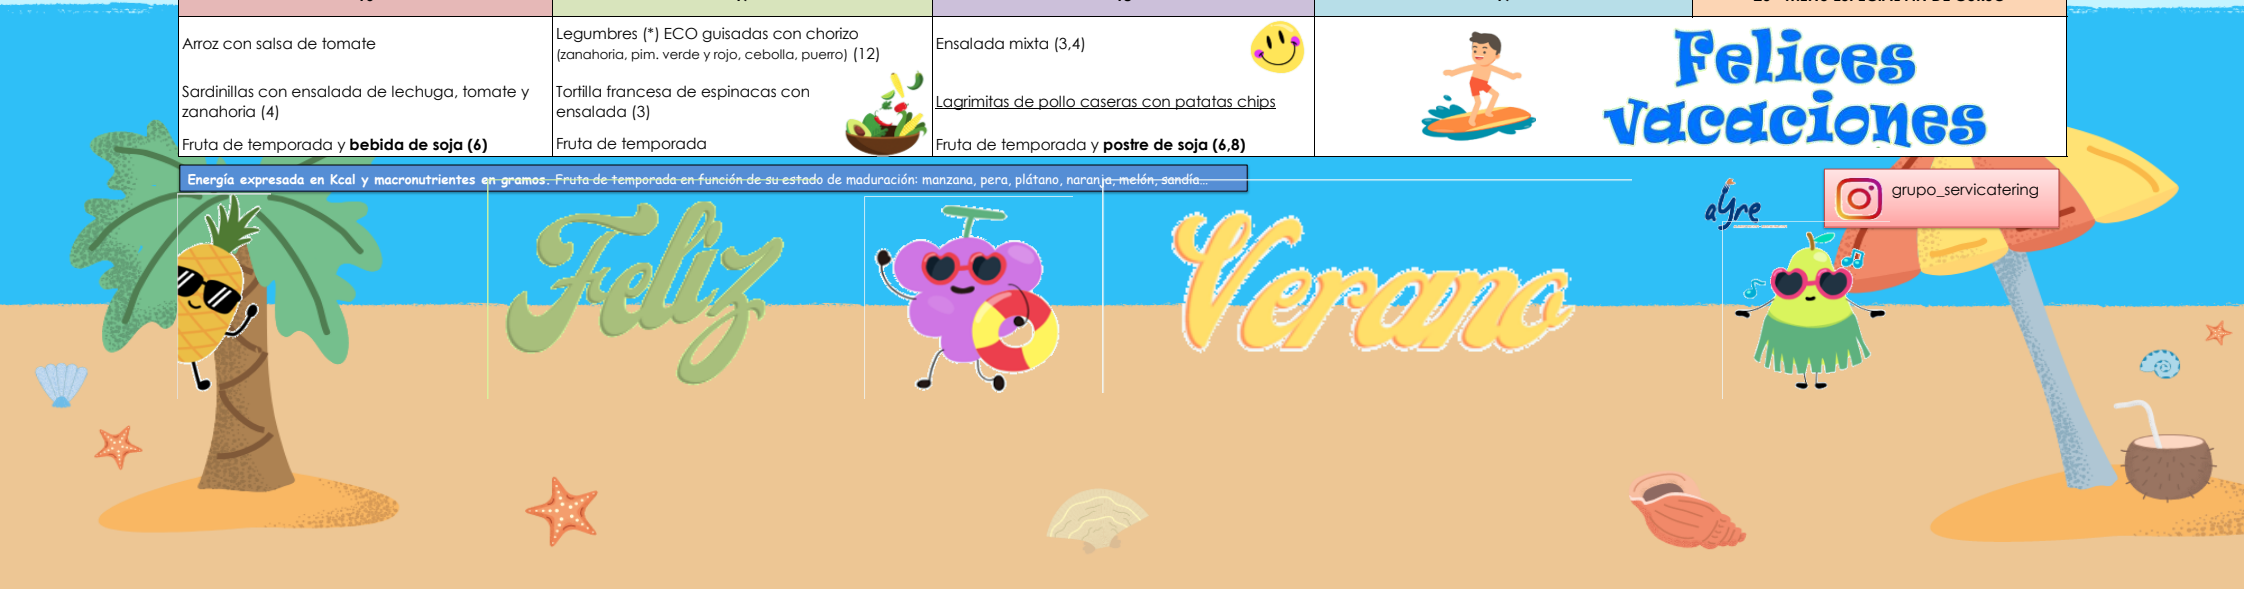 Arroz con salsa de tomate
Sardinillas con ensalada de lechuga, tomate y
zanahoria (4)
Fruta de temporada y bebida de soja (6)
Legumbres (*) ECO guisadas con chorizo
(zanahoria, pim. verde y rojo, cebolla, puerro) (12)
Tortilla francesa de espinacas con
ensalada (3)
Fruta de temporada
Ensalada mixta (3,4)
Lagrimitas de pollo caseras con patatas chips
Fruta de temporada y postre de soja (6,8)
Felices
vacaciones
Energía expresada en Kcal y macronutrientes en gramos. Fruta de temporada en función de su estado de maduración: manzana, pera, plátano, naranja, melón, sandía...
ayre
grupo_servicatering
Feliz
Verano